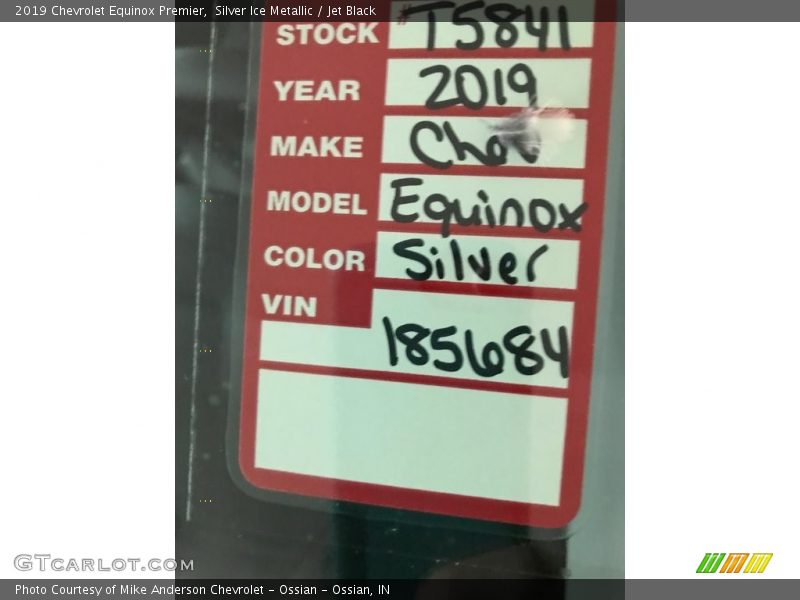 2019 Chevrolet Equinox Premier, Silver Ice Metallic / Jet Black
STOCK #T5841
YEAR 2019
MAKE Chev
MODEL Equinox
COLOR Silver
VIN
185684
GTCARLOT.COM
Photo Courtesy of Mike Anderson Chevrolet - Ossian - Ossian, IN